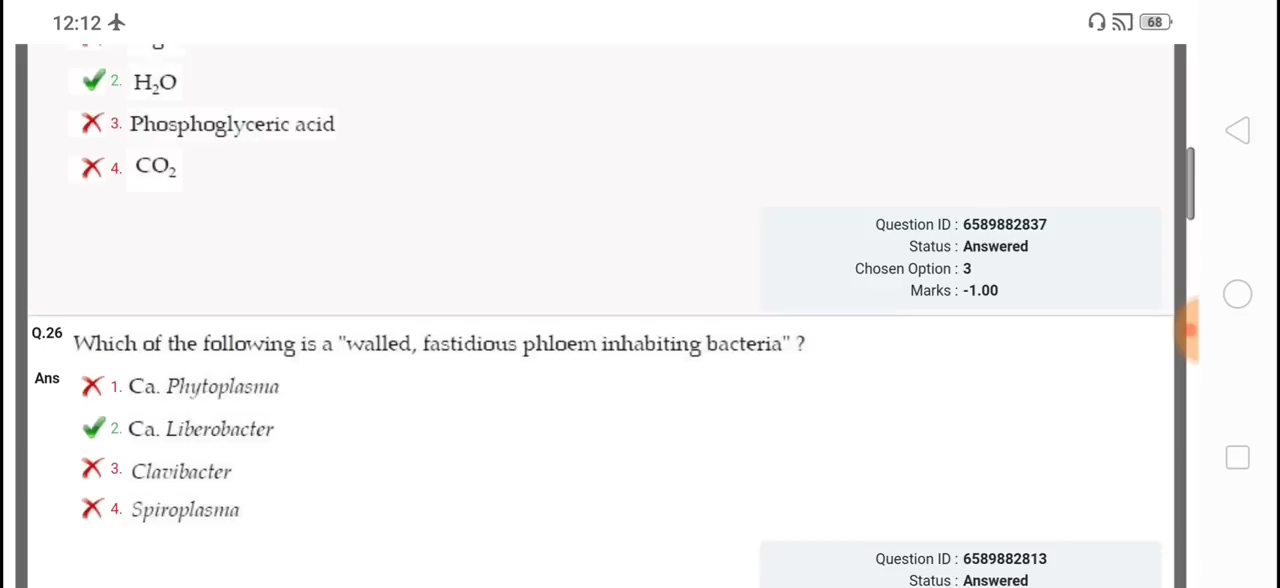 12:12
68
2. H₂O
3. Phosphoglyceric acid
4. CO₂
Question ID : 6589882837
Status : Answered
Chosen Option : 3
Marks : -1.00
Q.26 Which of the following is a "walled, fastidious phloem inhabiting bacteria" ?
Ans 1. Ca. Phytoplasma
2. Ca. Liberobacter
3. Clavibacter
4. Spiroplasma
Question ID : 6589882813
Status : Answered